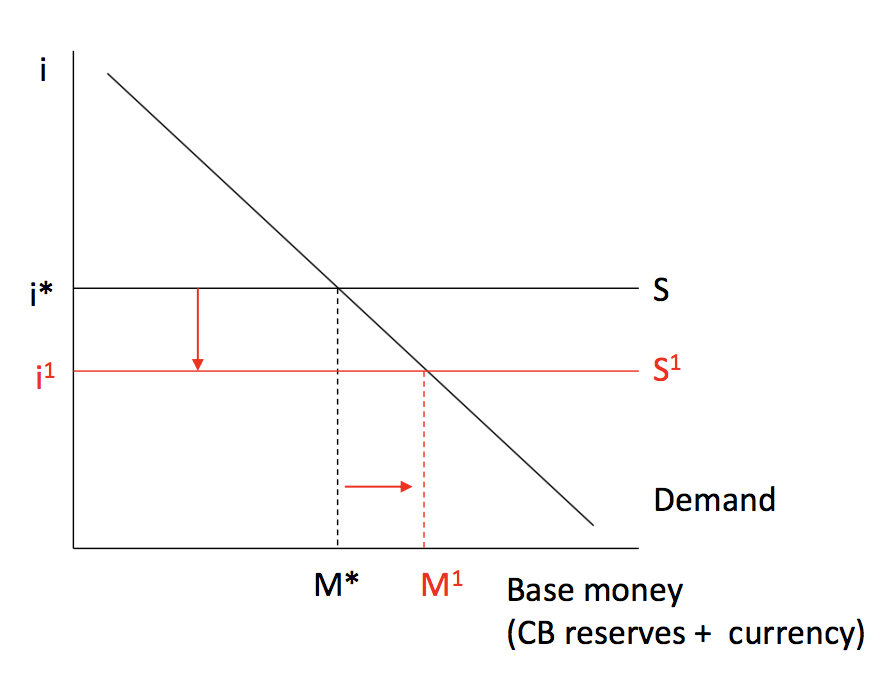 i
i*
S
i¹
S¹
Demand
M*
M¹
Base money
(CB reserves +  currency)